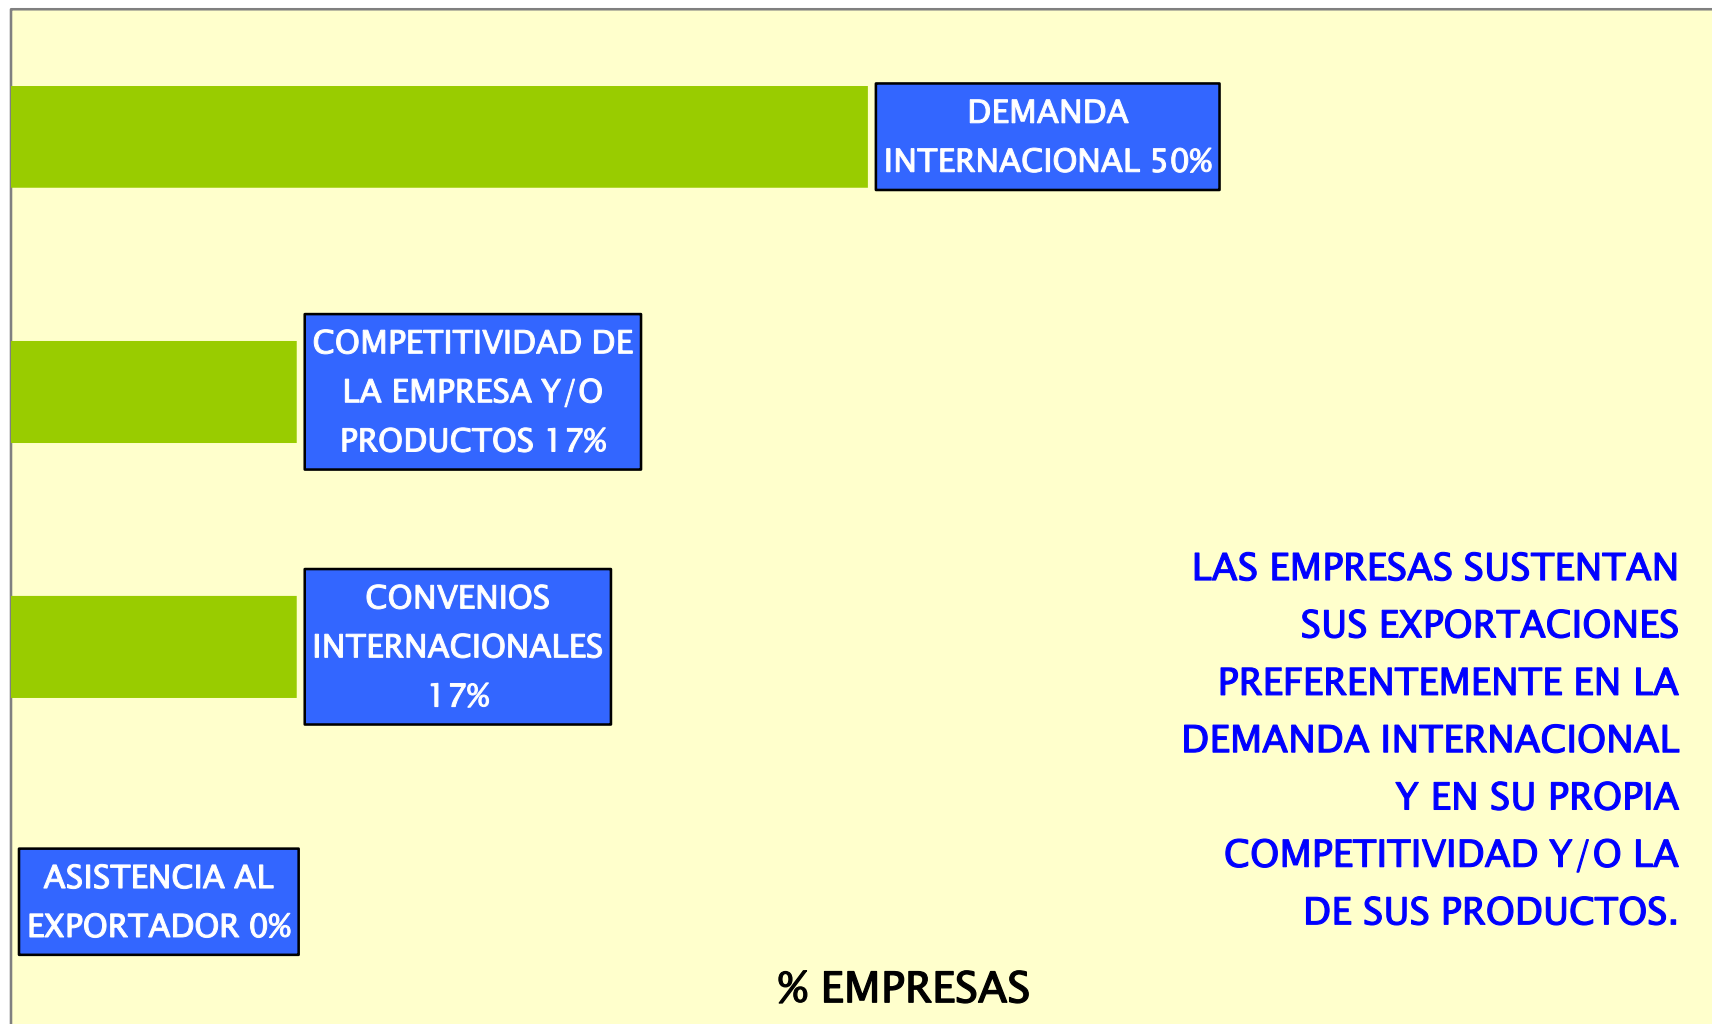 DEMANDA
INTERNACIONAL 50%
COMPETITIVIDAD DE
LA EMPRESA Y/O
PRODUCTOS 17%
CONVENIOS
INTERNACIONALES
17%
ASISTENCIA AL
EXPORTADOR 0%
LAS EMPRESAS SUSTENTAN
SUS EXPORTACIONES
PREFERENTEMENTE EN LA
DEMANDA INTERNACIONAL
Y EN SU PROPIA
COMPETITIVIDAD Y/O LA
DE SUS PRODUCTOS.
% EMPRESAS